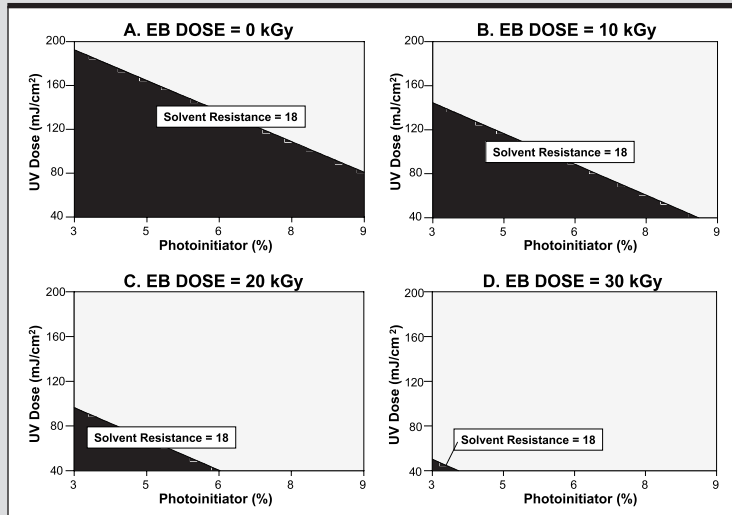 A. EB DOSE = 0 kGy
UV Dose (mJ/cm²)
200
160
120
80
40
Solvent Resistance = 18
3 5 6 8 9
Photoinitiator (%)
B. EB DOSE = 10 kGy
UV Dose (mJ/cm²)
200
160
120
80
40
Solvent Resistance = 18
3 5 6 8 9
Photoinitiator (%)
C. EB DOSE = 20 kGy
UV Dose (mJ/cm²)
200
160
120
80
40
Solvent Resistance = 18
3 5 6 8 9
Photoinitiator (%)
D. EB DOSE = 30 kGy
UV Dose (mJ/cm²)
200
160
120
80
40
Solvent Resistance = 18
3 5 6 8 9
Photoinitiator (%)